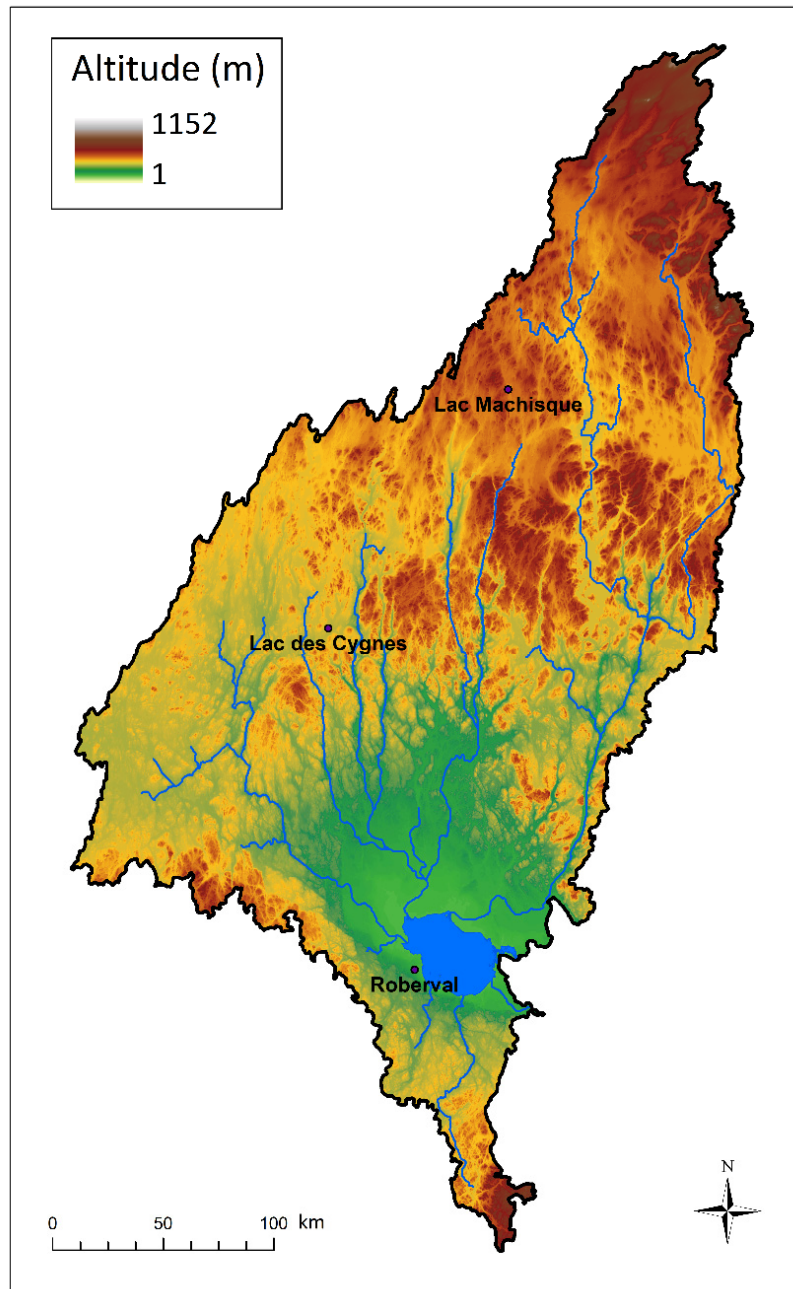 Altitude (m)
1152
1
Lac Machisque
Lac des Cygnes
Roberval
N
0 50 100 km